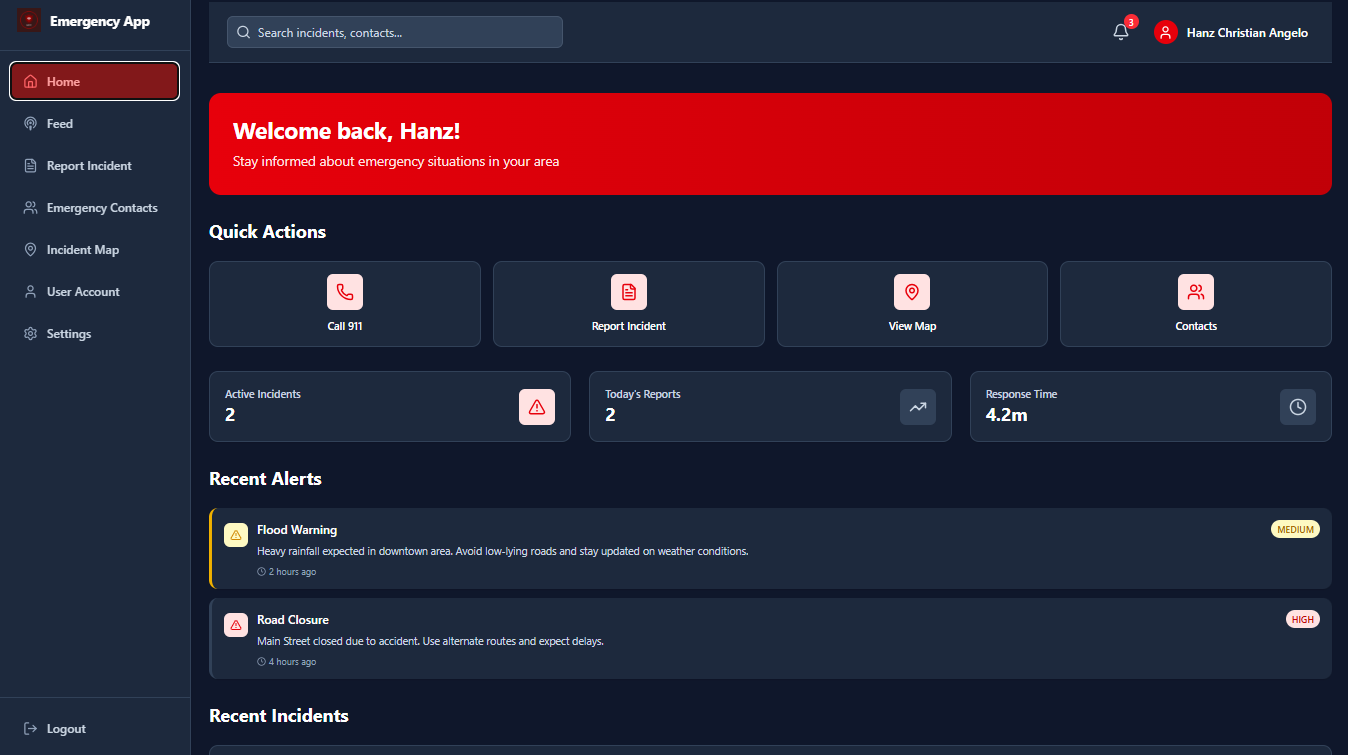 Emergency App
Home
Feed
Report Incident
Emergency Contacts
Incident Map
User Account
Settings
Logout
Search incidents, contacts...
3
Hanz Christian Angelo
Welcome back, Hanz!
Stay informed about emergency situations in your area
Quick Actions
Call 911
Report Incident
View Map
Contacts
Active Incidents
2
Today's Reports
2
Response Time
4.2m
Recent Alerts
Flood Warning
MEDIUM
Heavy rainfall expected in downtown area. Avoid low-lying roads and stay updated on weather conditions.
2 hours ago
Road Closure
HIGH
Main Street closed due to accident. Use alternate routes and expect delays.
4 hours ago
Recent Incidents